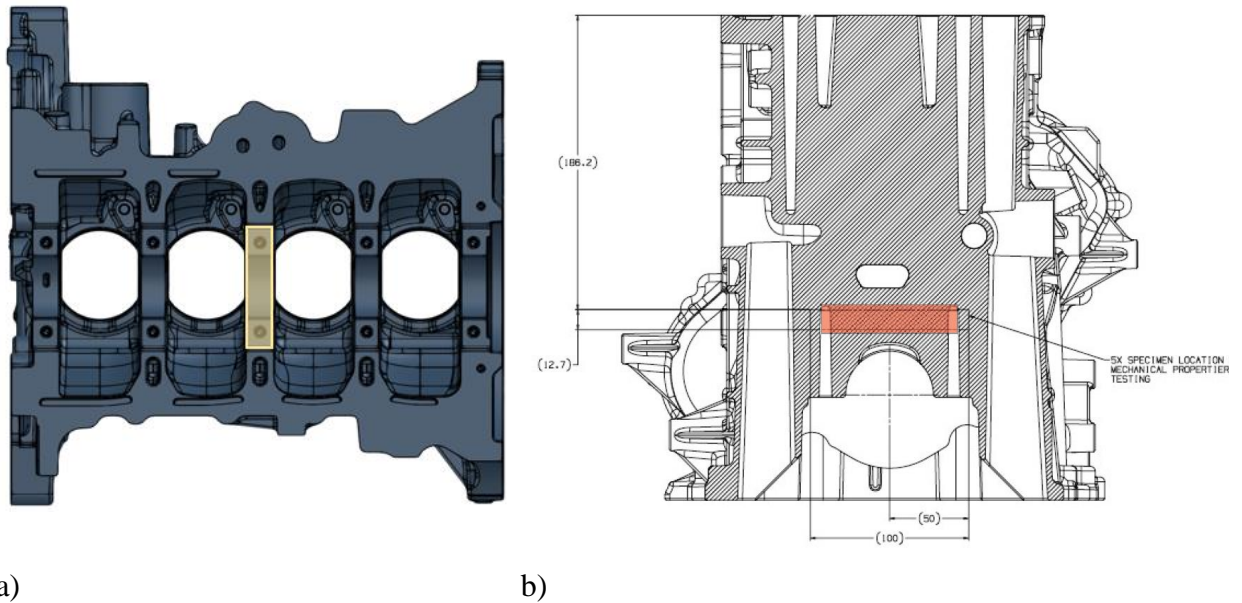 (186.2)
(12.7)
5X SPECIMEN LOCATION
MECHANICAL PROPERTIER
TESTING
(50)
(100)
a)
b)